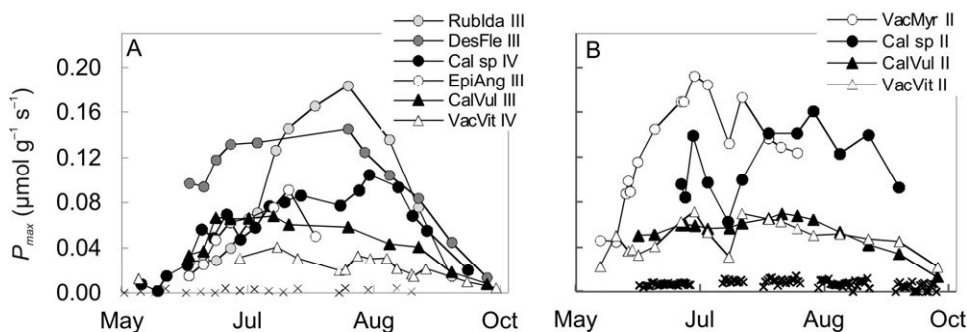 A
RubIda III
DesFle III
Cal sp IV
EpiAng III
CalVul III
VacVit IV
B
VacMyr II
Cal sp II
CalVul II
VacVit II
P max (μmol g⁻¹ s⁻¹)
0.20
0.16
0.12
0.08
0.04
0.00
May Jul Aug Oct
May Jul Aug Oct